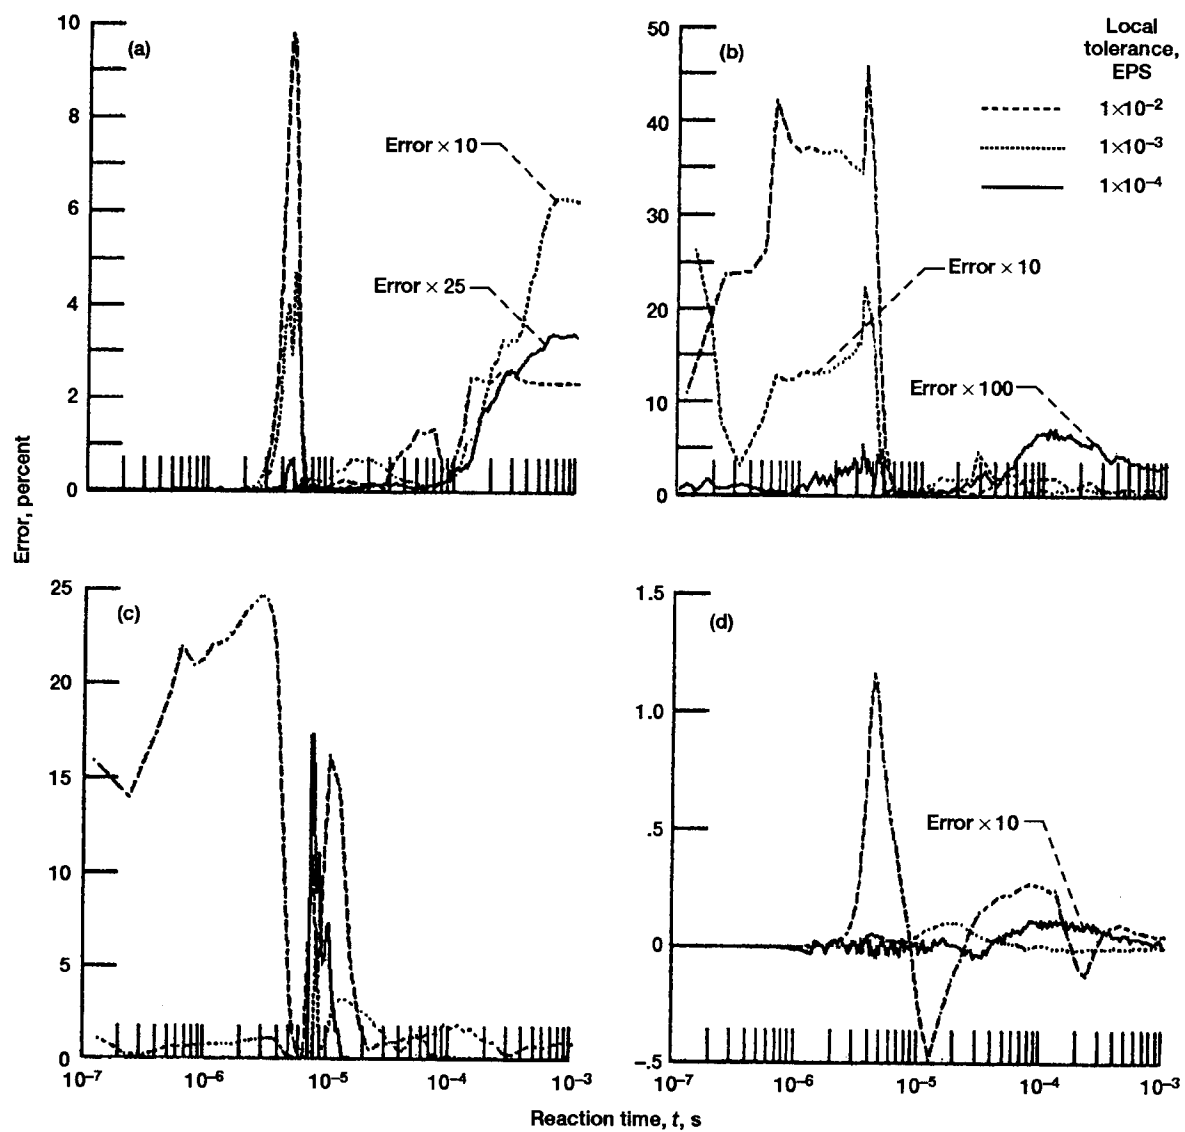 (a)
10
8
6
4
2
0
Error × 10
Error × 25
(b)
50
40
30
20
10
0
Error × 10
Error × 100
Local
tolerance,
EPS
1×10⁻²
1×10⁻³
1×10⁻⁴
Error, percent
(c)
25
20
15
10
5
0
10⁻⁷ 10⁻⁶ 10⁻⁵ 10⁻⁴ 10⁻³
(d)
1.5
1.0
.5
0
-.5
Error × 10
10⁻⁷ 10⁻⁶ 10⁻⁵ 10⁻⁴ 10⁻³
Reaction time, t, s